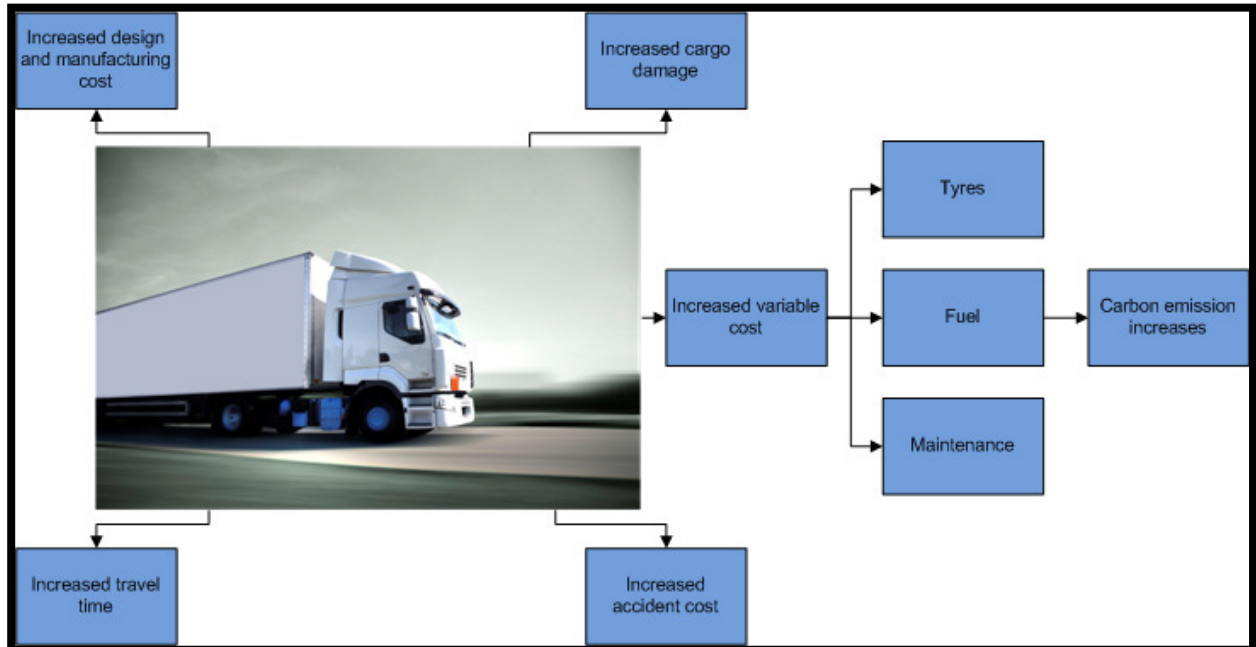 Increased design
and manufacturing
cost
Increased cargo
damage
Tyres
Increased variable
cost
Fuel
Carbon emission
increases
Maintenance
Increased travel
time
Increased
accident cost